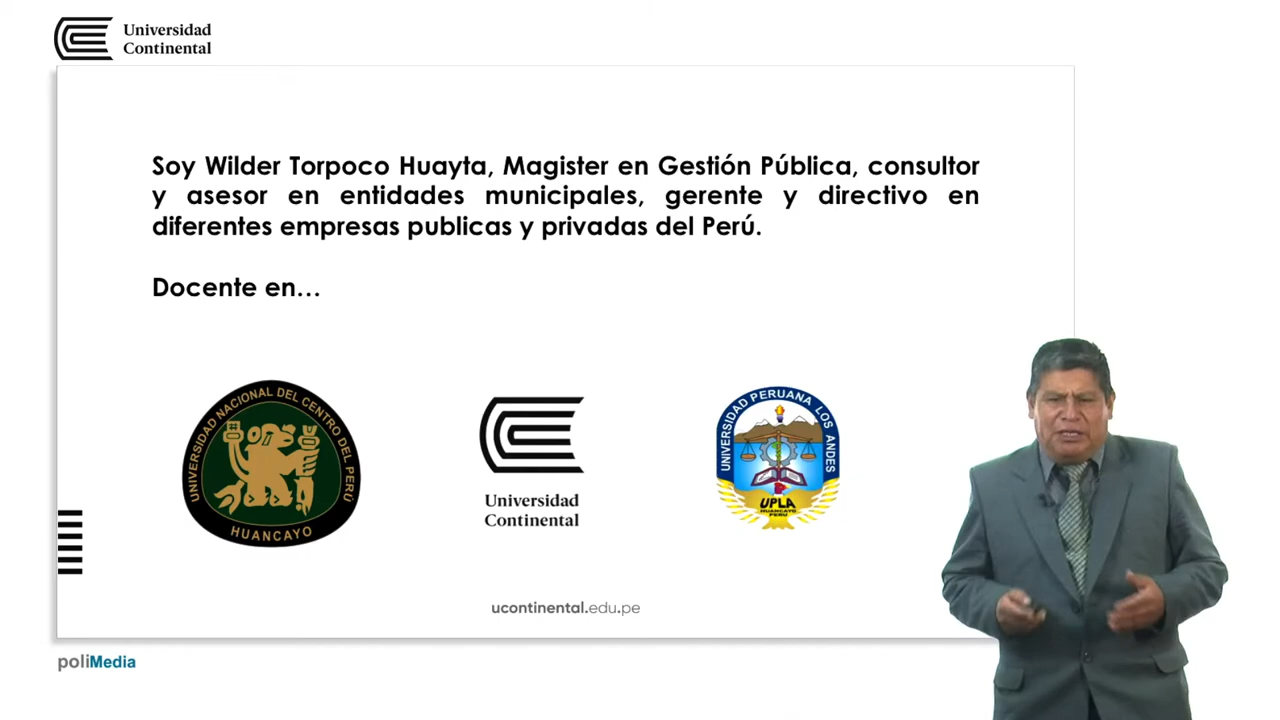 Universidad
Continental
Soy Wilder Torpoco Huayta, Magister en Gestión Pública, consultor
y asesor en entidades municipales, gerente y directivo en
diferentes empresas publicas y privadas del Perú.
Docente en…
UNIVERSIDAD NACIONAL DEL CENTRO DEL PERÚ
HUANCAYO
Universidad
Continental
UNIVERSIDAD PERUANA LOS ANDES
UPLA
HUANCAYO
PERU
ucontinental.edu.pe
poliMedia